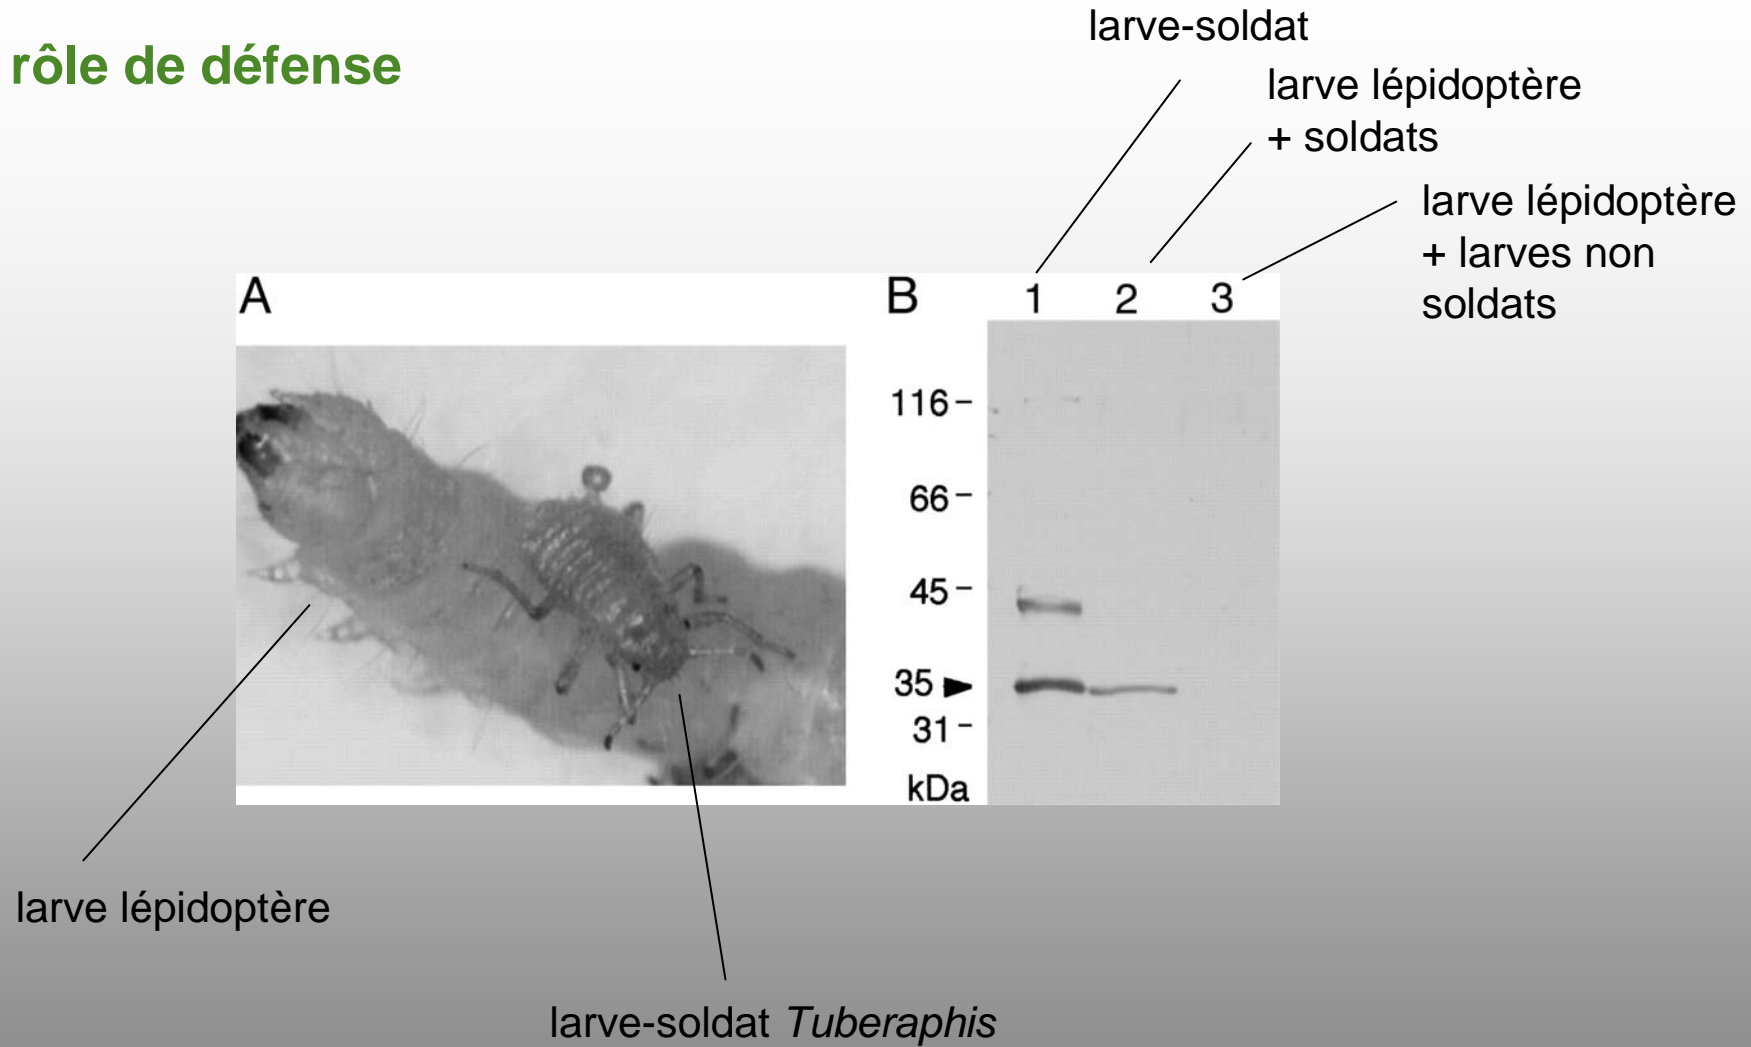 rôle de défense
larve-soldat
larve lépidoptère
+ soldats
larve lépidoptère
+ larves non
soldats
A
B 1 2 3
116
66
45
35
31
kDa
larve lépidoptère
larve-soldat Tuberaphis